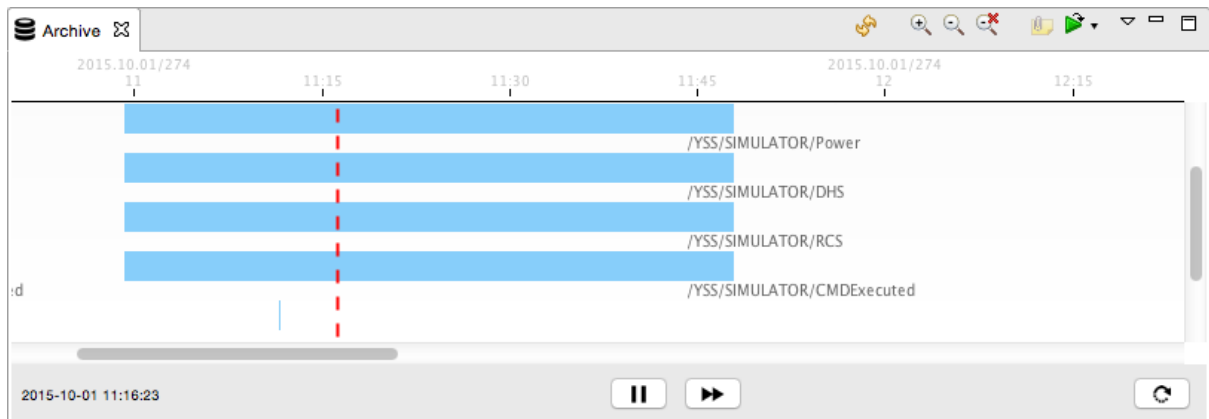 Archive
2015.10.01/274 2015.10.01/274
11 11:15 11:30 11:45 12 12:15
/YSS/SIMULATOR/Power
/YSS/SIMULATOR/DHS
/YSS/SIMULATOR/RCS
/YSS/SIMULATOR/CMDExecuted
2015-10-01 11:16:23